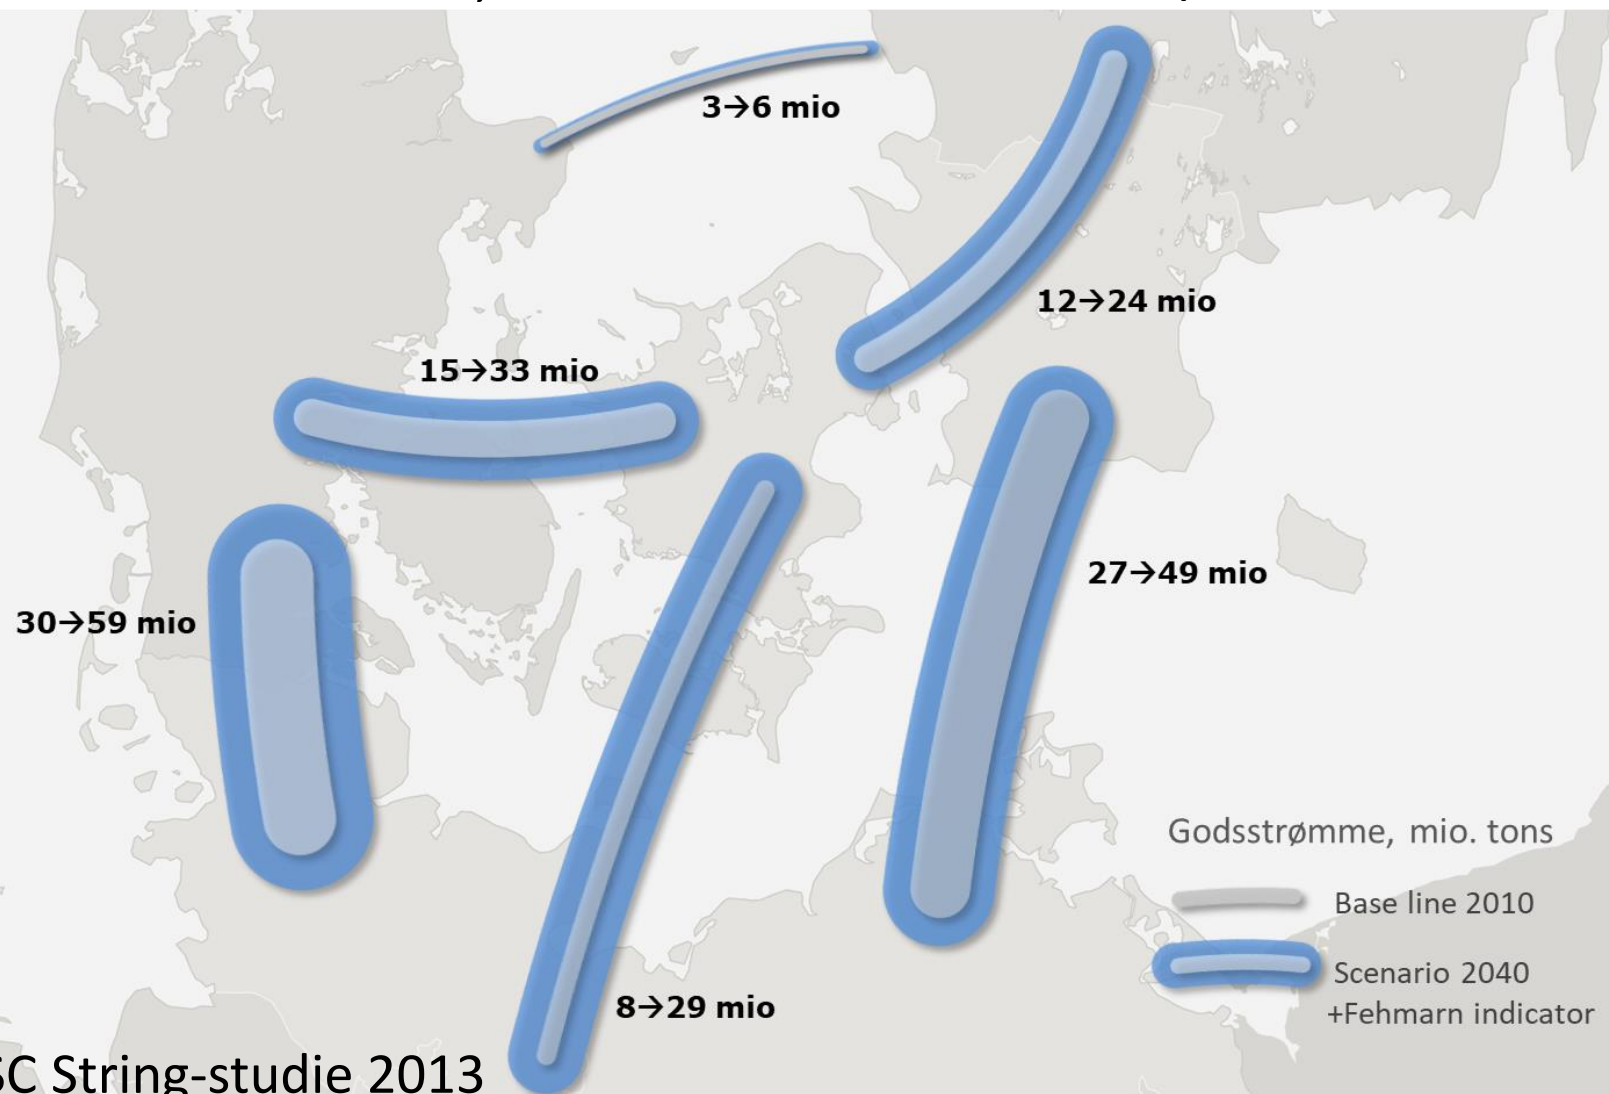 3→6 mio
12→24 mio
15→33 mio
27→49 mio
30→59 mio
Godsstrømme, mio. tons
Base line 2010
Scenario 2040
+Fehmarn indicator
8→29 mio
String-studie 2013